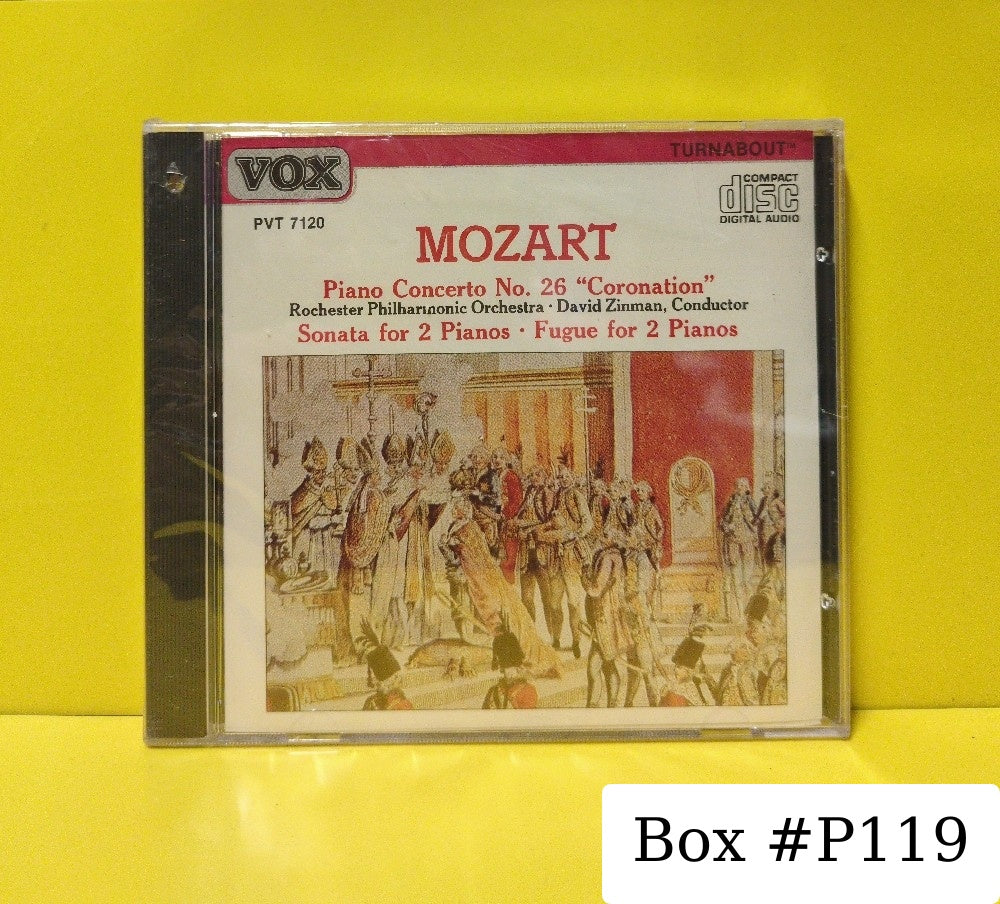 TURNABOUT™
VOX
COMPACT
disc
DIGITAL AUDIO
PVT 7120
MOZART
Piano Concerto No. 26 “Coronation”
Rochester Philharmonic Orchestra · David Zinman, Conductor
Sonata for 2 Pianos · Fugue for 2 Pianos
Box #P119